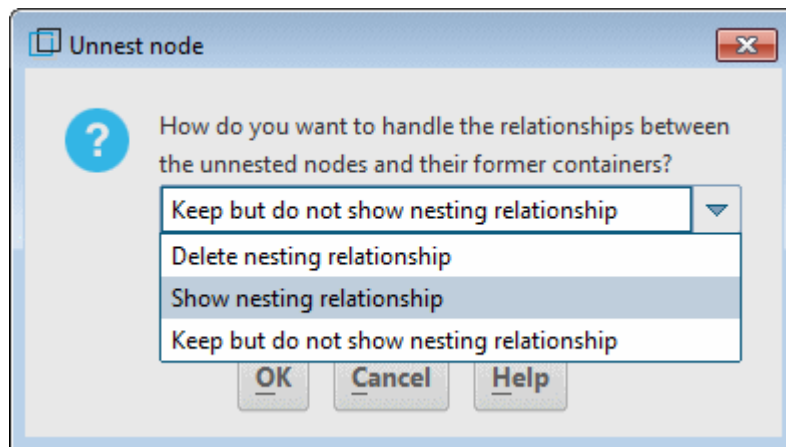 Unnest node
How do you want to handle the relationships between
the unnested nodes and their former containers?
Keep but do not show nesting relationship
Delete nesting relationship
Show nesting relationship
Keep but do not show nesting relationship
OK Cancel Help